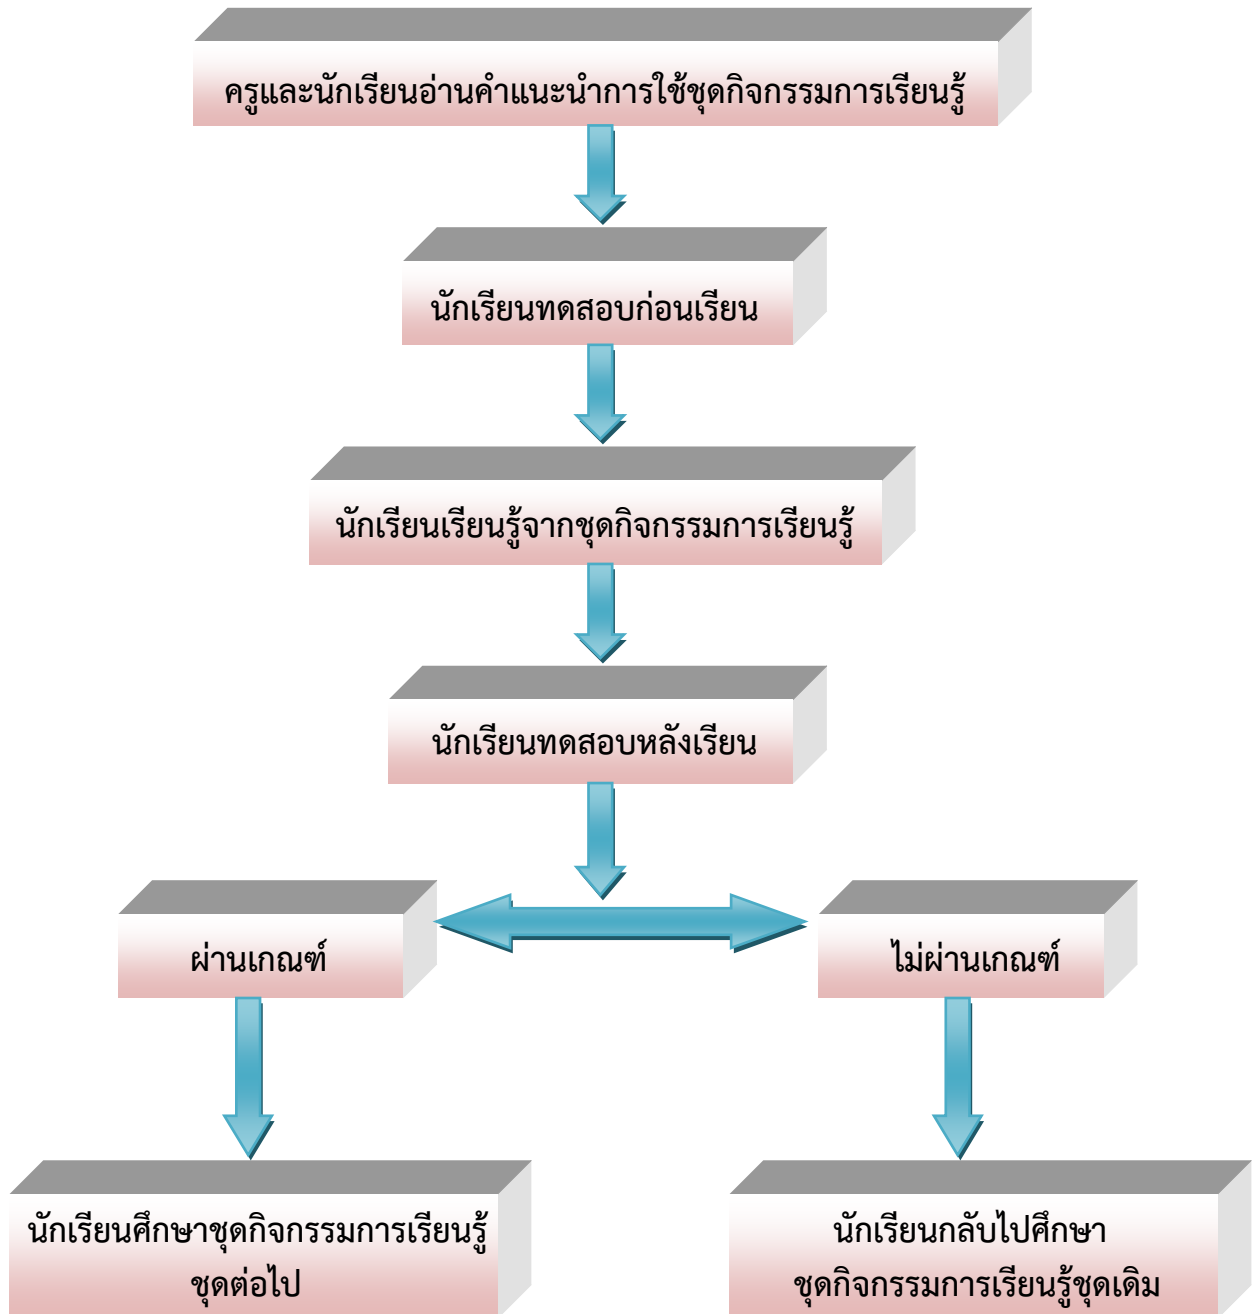 ครูและนักเรียนอ่านคำแนะนำการใช้ชุดกิจกรรมการเรียนรู้
นักเรียนทดสอบก่อนเรียน
นักเรียนเรียนรู้จากชุดกิจกรรมการเรียนรู้
นักเรียนทดสอบหลังเรียน
ผ่านเกณฑ์
ไม่ผ่านเกณฑ์
นักเรียนศึกษาชุดกิจกรรมการเรียนรู้
ชุดต่อไป
นักเรียนกลับไปศึกษา
ชุดกิจกรรมการเรียนรู้ชุดเดิม